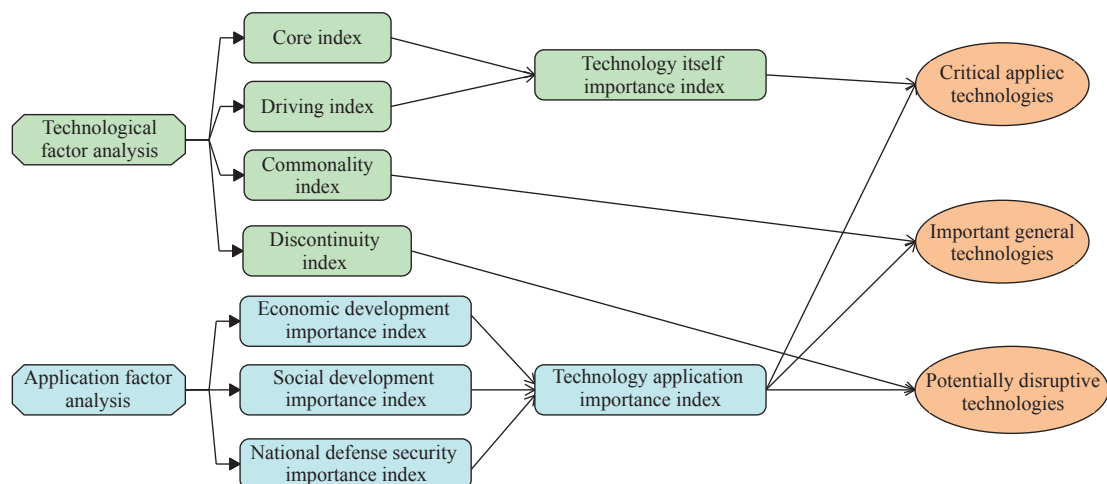 Core index
Driving index
Technological
factor analysis
Commonality
index
Discontinuity
index
Technology itself
importance index
Critical appliec
technologies
Important general
technologies
Economic development
importance index
Application factor
analysis
Social development
importance index
National defense security
importance index
Technology application
importance index
Potentially disruptive
technologies